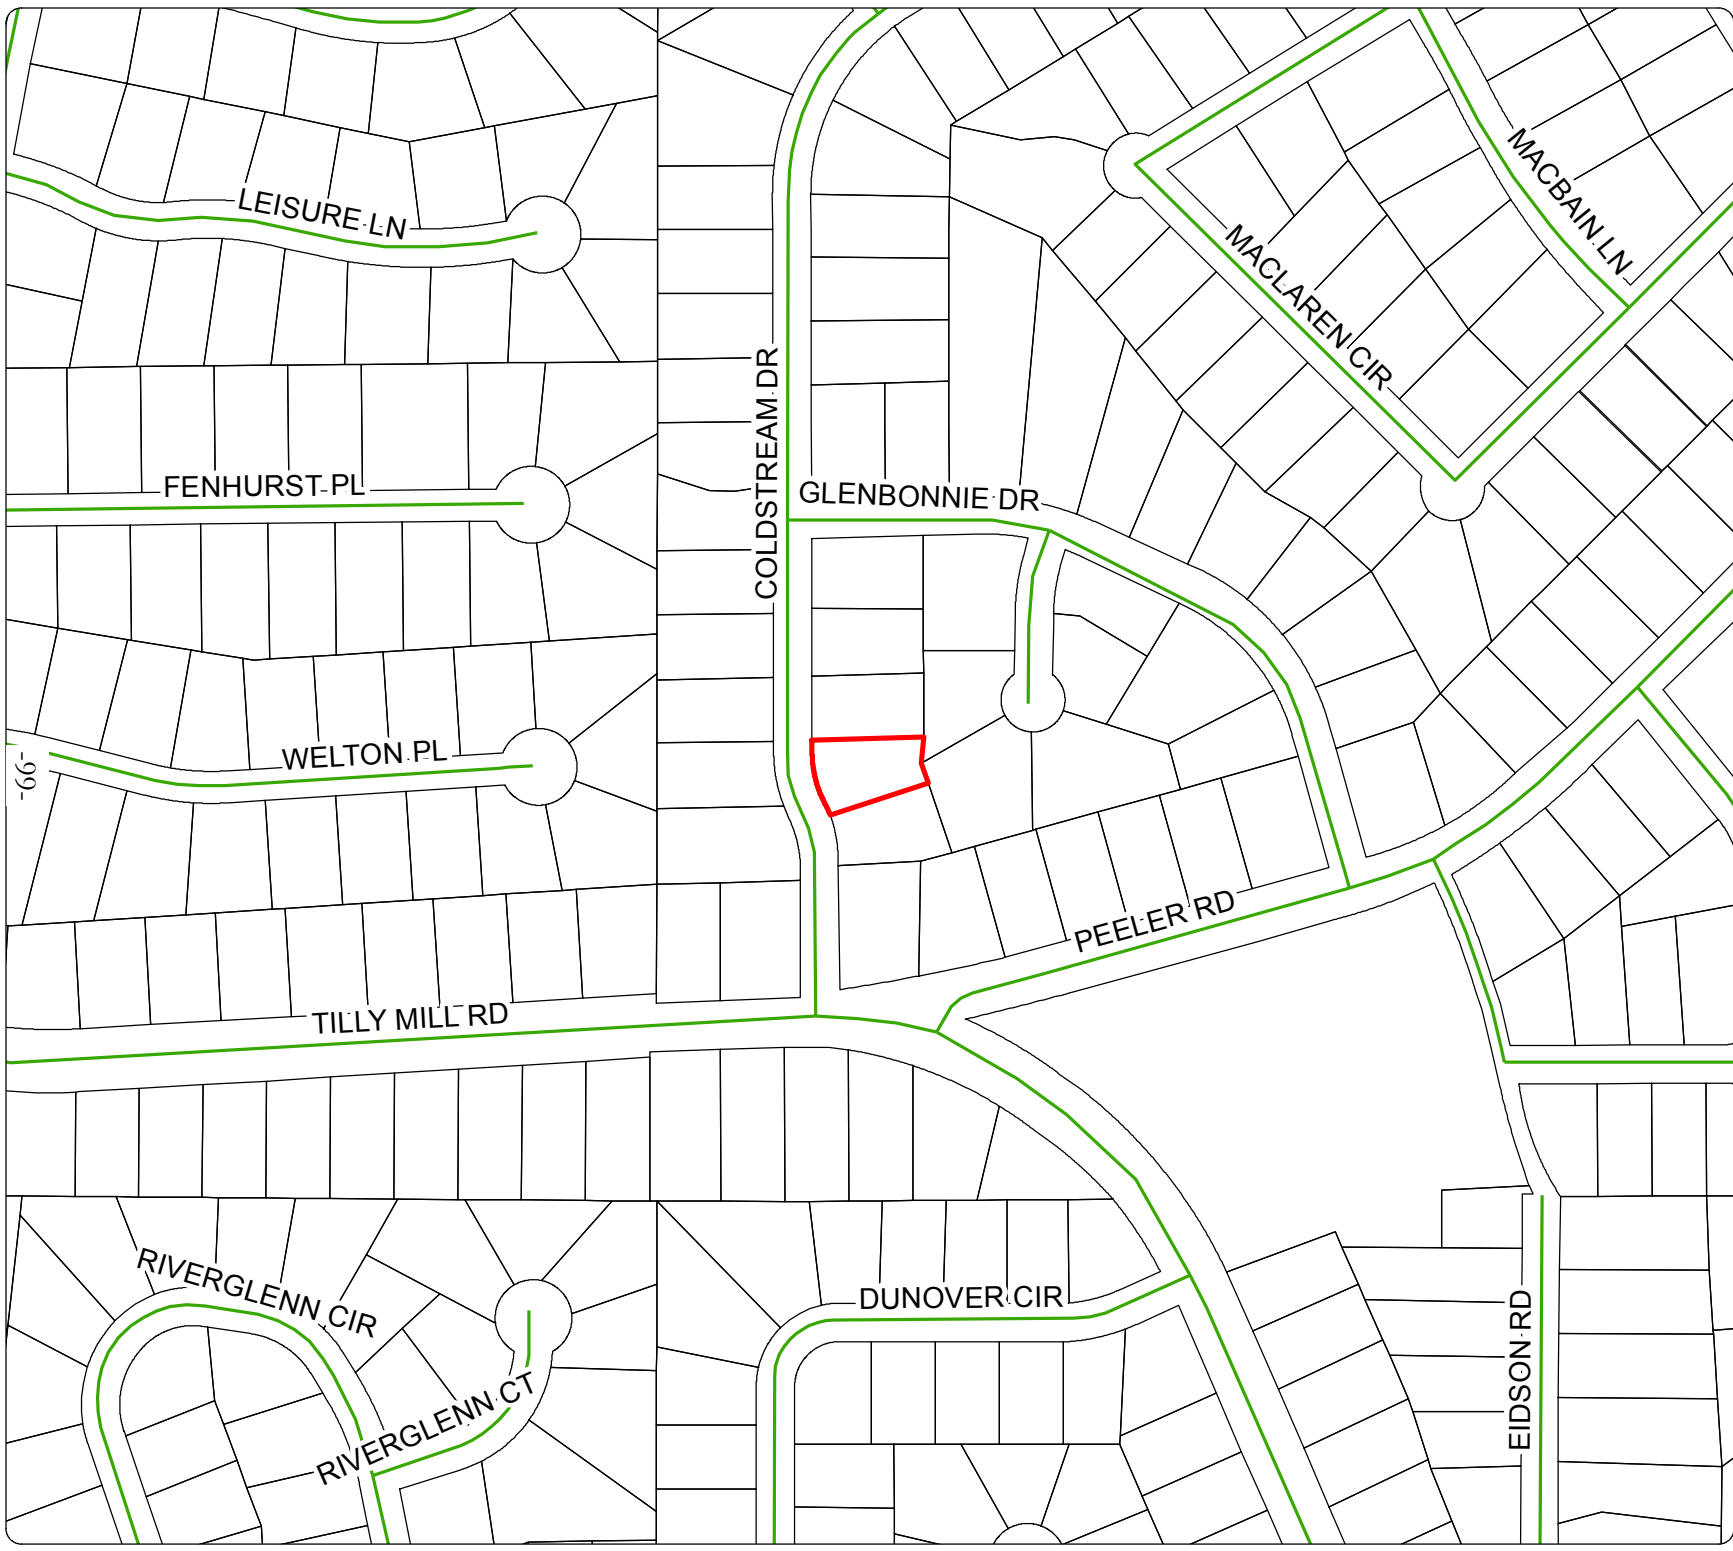 MACBAIN LN
LEISURE LN
MACLAREN CIR
COLDSTREAM DR
FENHURST PL
GLENBONNIE DR
WELTON PL
-99-
PEELER RD
TILLY MILL RD
RIVERGLENN CIR
DUNOVER CIR
EIDSON RD
RIVERGLENN CT